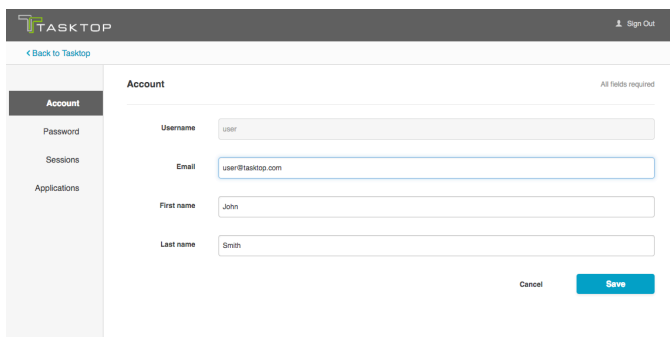 TASKTOP
Sign Out
Back to Tasktop
Account
Password
Sessions
Applications
Account
All fields required
Username
user
Email
user@tasktop.com
First name
John
Last name
Smith
Cancel
Save